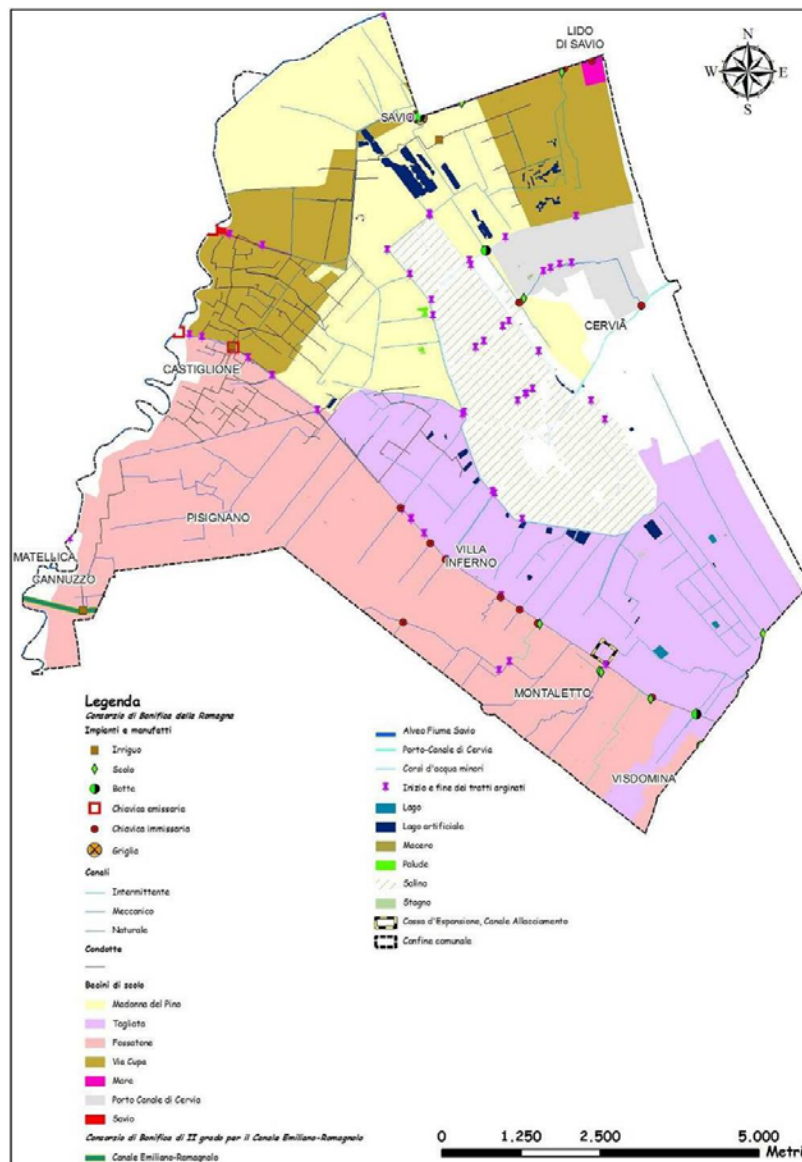 LIDO
DI SAVIO
N
W E
S
SAVIO
CERVIA
CASTIGLIONE
PISIGNANO
MATELLICA
CANNUZZO
VILLA
INFERNO
MONTALETTO
VISDOMINA
Legenda
Consorzio di Bonifica della Romagna
Impianti e manufatti
Irriguo
Scolo
Botte
Chiavica emissaria
Chiavica immissaria
Griglia
Canali
Intermittente
Meccanico
Naturale
Condotte
Bacini di scolo
Madonna del Pino
Tagliata
Fossatone
Via Cupa
Mare
Porto Canale di Cervia
Savio
Consorzio di Bonifica di II grado per il Canale Emiliano-Romagnolo
Canale Emiliano-Romagnolo
Alveo Fiume Savio
Porto-Canale di Cervia
Corsi d'acqua minori
Inizio e fine dei tratti arginati
Lago
Lago artificiale
Macero
Palude
Salina
Stagno
Cassa d'Espansione, Canale Allacciamento
Confine comunale
0 1.250 2.500 5.000
Metri